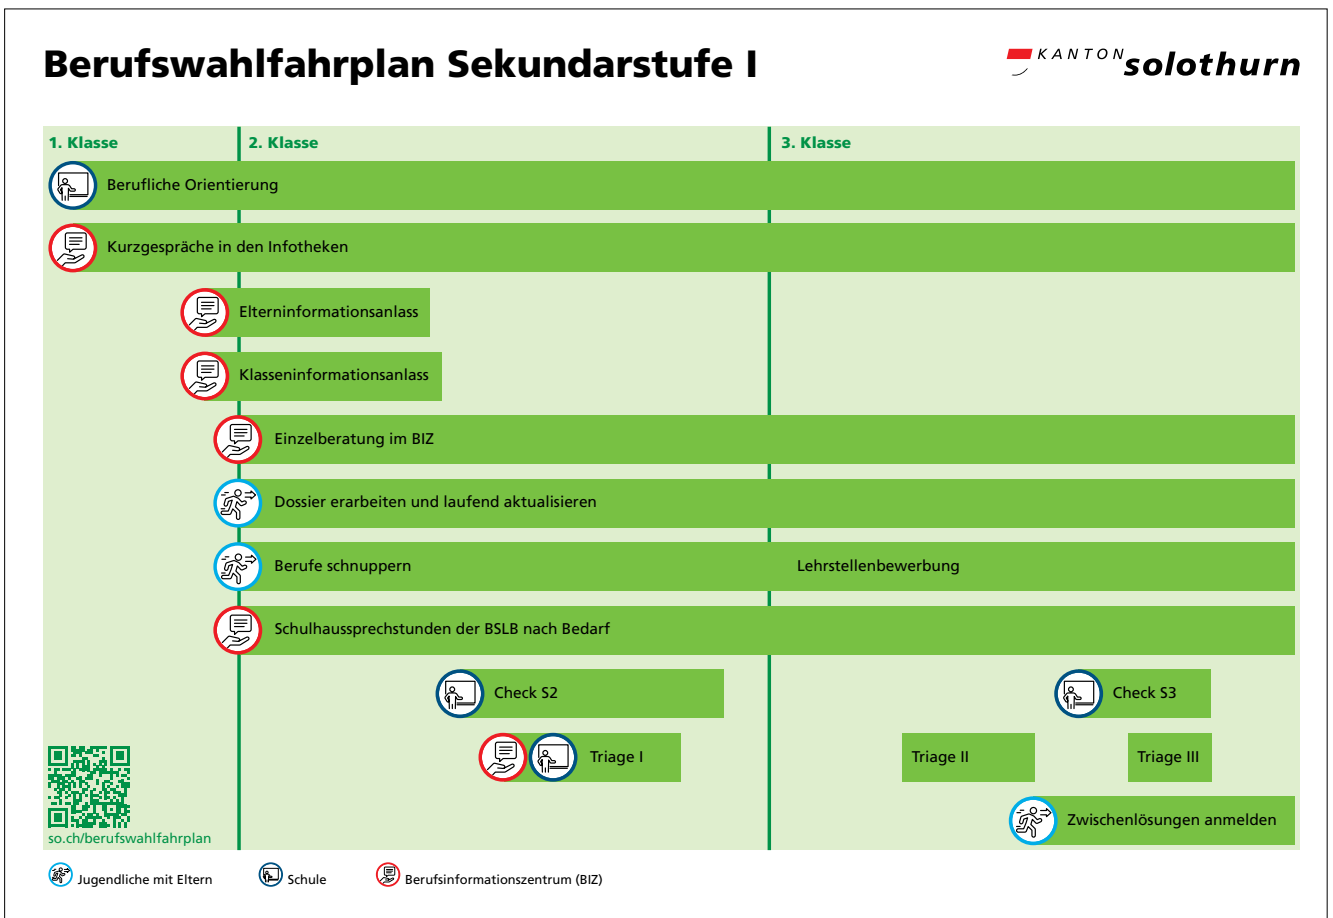 Berufswahlfahrplan Sekundarstufe I
KANTON solothurn
1. Klasse
2. Klasse
3. Klasse
Berufliche Orientierung
Kurzgespräche in den Infotheken
Elterninformationsanlass
Klasseninformationsanlass
Einzelberatung im BIZ
Dossier erarbeiten und laufend aktualisieren
Berufe schnuppern
Lehrstellenbewerbung
Schulhaussprechstunden der BSLB nach Bedarf
Check S2
Check S3
Triage I
Triage II
Triage III
Zwischenlösungen anmelden
so.ch/berufswahlfahrplan
Jugendliche mit Eltern
Schule
Berufsinformationszentrum (BIZ)